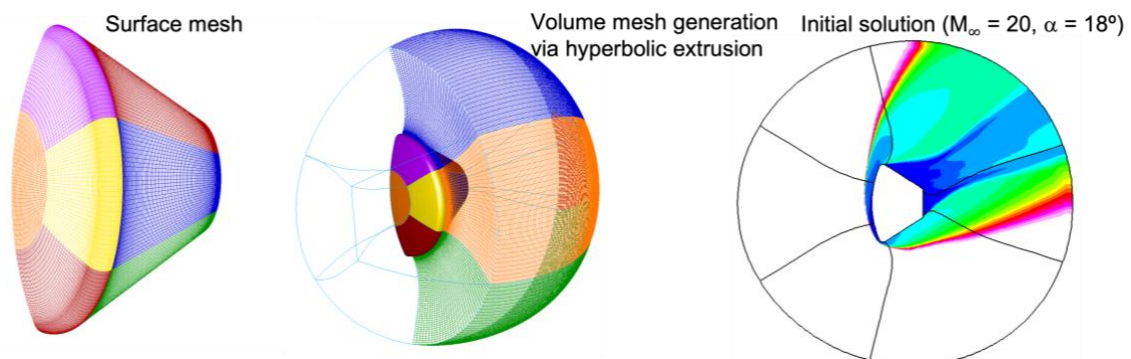 Surface mesh
Volume mesh generation
via hyperbolic extrusion
Initial solution (M∞ = 20, α = 18º)